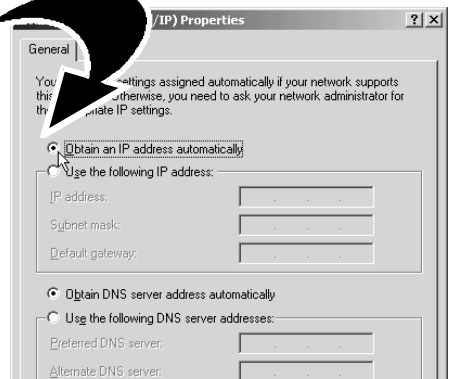 /IP) Properties
General
You settings assigned automatically if your network supports
this Otherwise, you need to ask your network administrator for
the IP settings.
Obtain an IP address automatically
Use the following IP address:
IP address:
Subnet mask:
Default gateway:
Obtain DNS server address automatically
Use the following DNS server addresses:
Preferred DNS server:
Alternate DNS server: